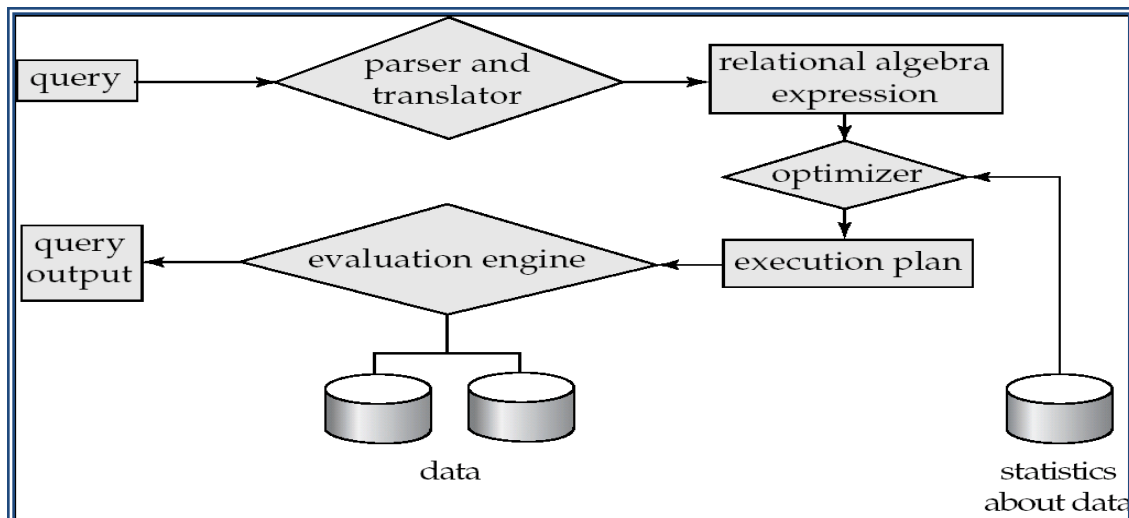 query
parser and
translator
relational algebra
expression
optimizer
query
output
evaluation engine
execution plan
data
statistics
about data